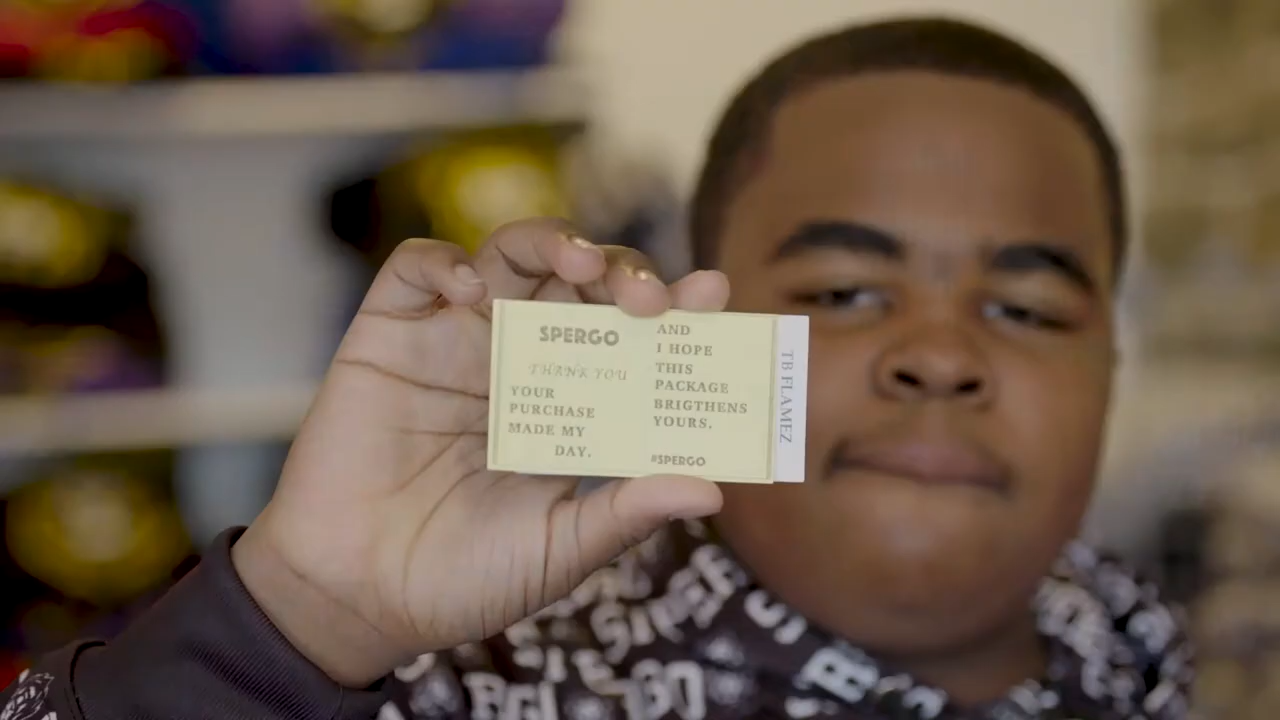 SPERGO
THANK YOU
YOUR
PURCHASE
MADE MY
DAY.
AND
I HOPE
THIS
PACKAGE
BRIGTHENS
YOURS.
#SPERGO
TB FLAMEZ